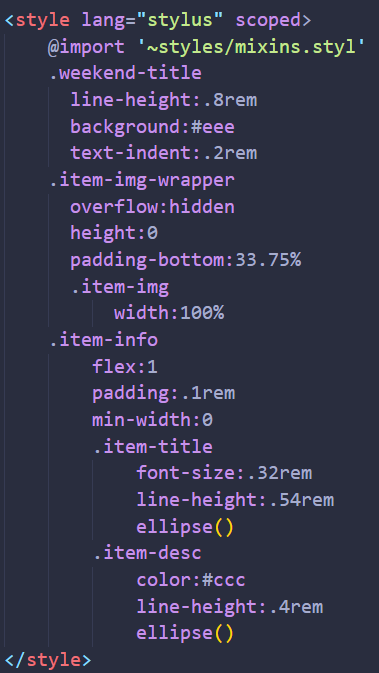 <style lang="stylus" scoped>
    @import '~styles/mixins.styl'
    .weekend-title
      line-height:.8rem
      background:#eee
      text-indent:.2rem
    .item-img-wrapper
      overflow:hidden
      height:0
      padding-bottom:33.75%
      .item-img
          width:100%
    .item-info
        flex:1
        padding:.1rem
        min-width:0
        .item-title
            font-size:.32rem
            line-height:.54rem
            ellipse()
        .item-desc
            color:#ccc
            line-height:.4rem
            ellipse()
</style>